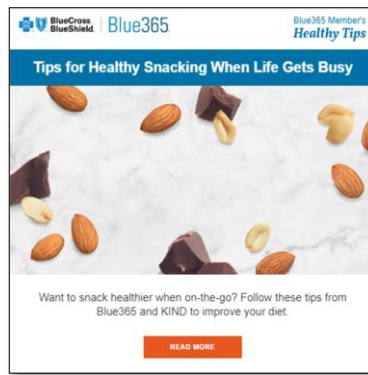 BlueCross
BlueShield
Blue365
Blue365 Member's
Healthy Tips
Tips for Healthy Snacking When Life Gets Busy
Want to snack healthier when on-the-go? Follow these tips from
Blue365 and KIND to improve your diet.
READ MORE